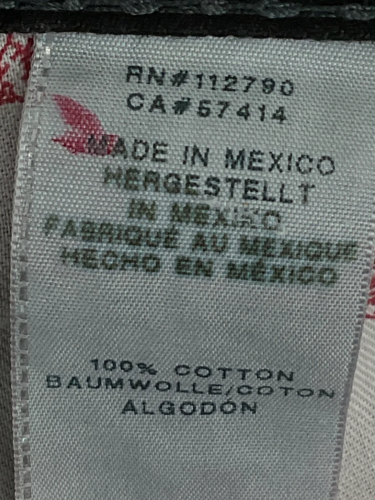 RN#112790
CA#57414
MADE IN MEXICO
HERGESTELLT
IN MEXIKO
FABRIQUÉ AU MEXIQUE
HECHO EN MÉXICO
100% COTTON
BAUMWOLLE/COTON
ALGODÓN